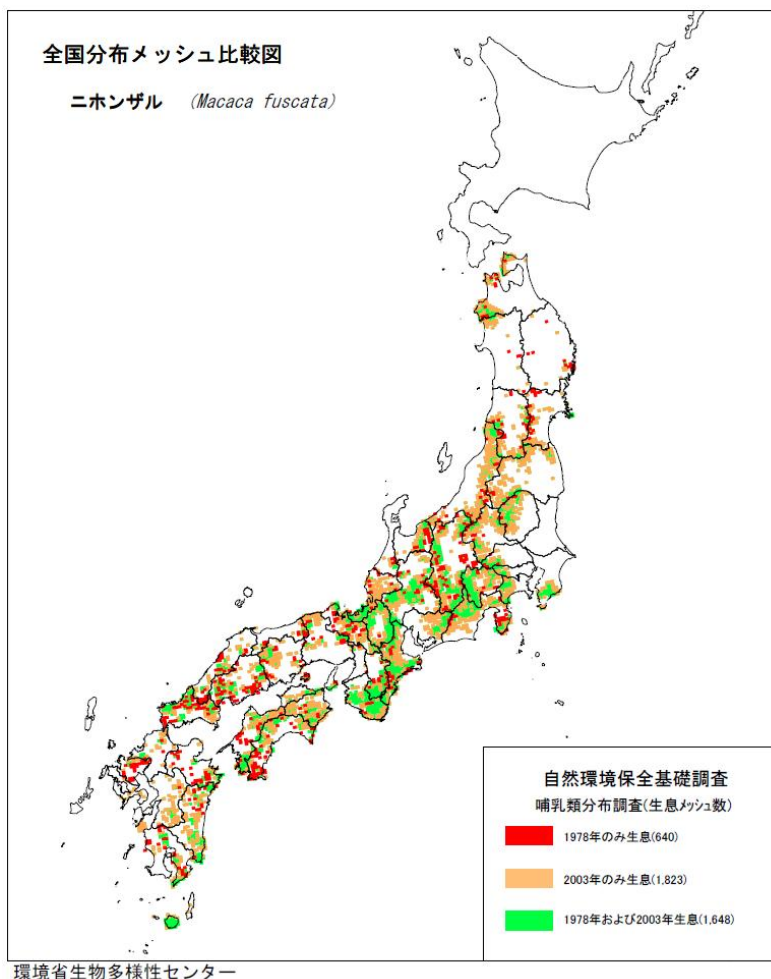 全国分布メッシュ比較図
ニホンザル (Macaca fuscata)
自然環境保全基礎調査
哺乳類分布調査(生息メッシュ数)
1978年のみ生息(640)
2003年のみ生息(1,823)
1978年および2003年生息(1,648)
環境省生物多様性センター